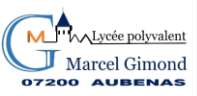 Lycée polyvalent
G M
Marcel Gimond
07200 AUBENAS